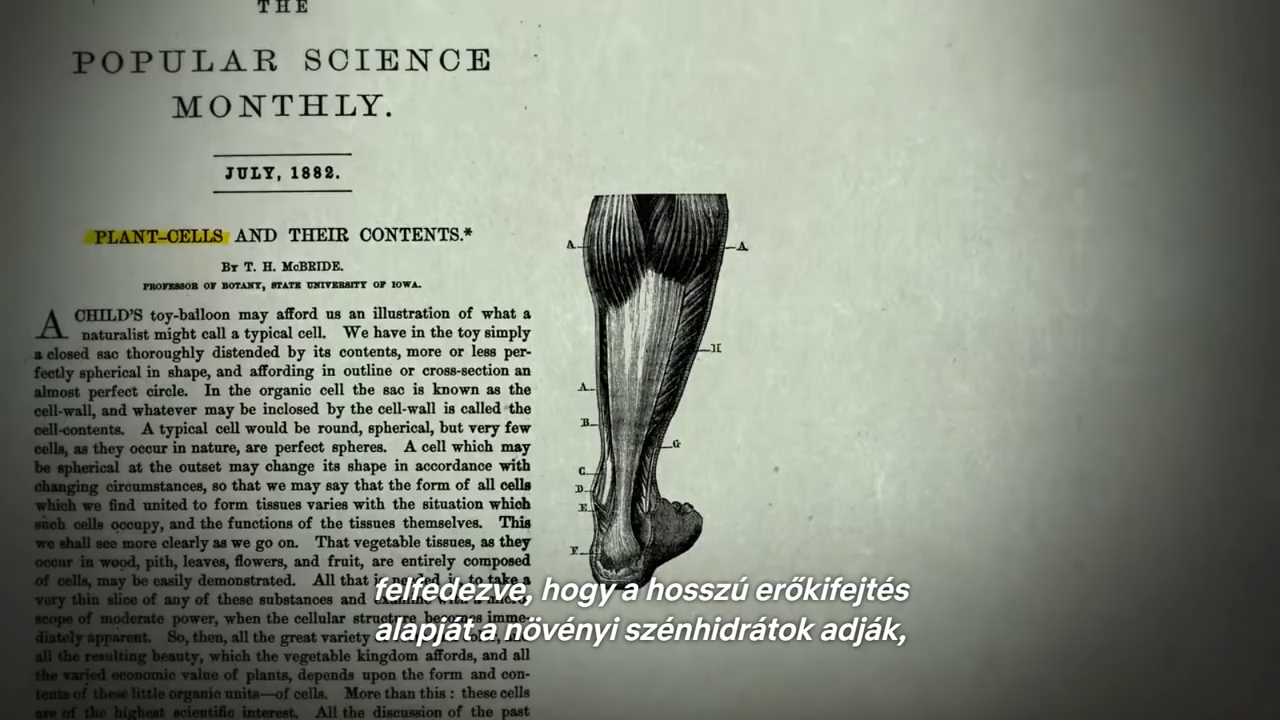 THE
POPULAR SCIENCE
MONTHLY.
JULY, 1882.
PLANT-CELLS AND THEIR CONTENTS.*
By T. H. McBRIDE.
PROFESSOR OF BOTANY, STATE UNIVERSITY OF IOWA.
A CHILD'S toy-balloon may afford us an illustration of what a
naturalist might call a typical cell. We have in the toy simply
a closed sac thoroughly distended by its contents, more or less per-
fectly spherical in shape, and affording in outline or cross-section an
almost perfect circle. In the organic cell the sac is known as the
cell-wall, and whatever may be inclosed by the cell-wall is called the
cell-contents. A typical cell would be round, spherical, but very few
cells, as they occur in nature, are perfect spheres. A cell which may
be spherical at the outset may change its shape in accordance with
changing circumstances, so that we may say that the form of all cells
which we find united to form tissues varies with the situation which
such cells occupy, and the functions of the tissues themselves. This
we shall see more clearly as we go on. That vegetable tissues, as they
occur in wood, pith, leaves, flowers, and fruit, are entirely composed
of cells, may be easily demonstrated. All that is needed is to take a
very thin slice of any of these substances and
scope of moderate power, when the cellular structure becomes imme-
diately apparent. So, then, all the great variety
all the resulting beauty, which the vegetable kingdom affords, and all
the varied economic value of plants, depends upon the form and con-
tents of these little organic units—of cells. More than this : these cells
are of the highest scientific interest. All the discussion of the past
A
A
H
A
B
G
C
D
E
F
felfedezve, hogy a hosszú erőkifejtés
alapját a növényi szénhidrátok adják,